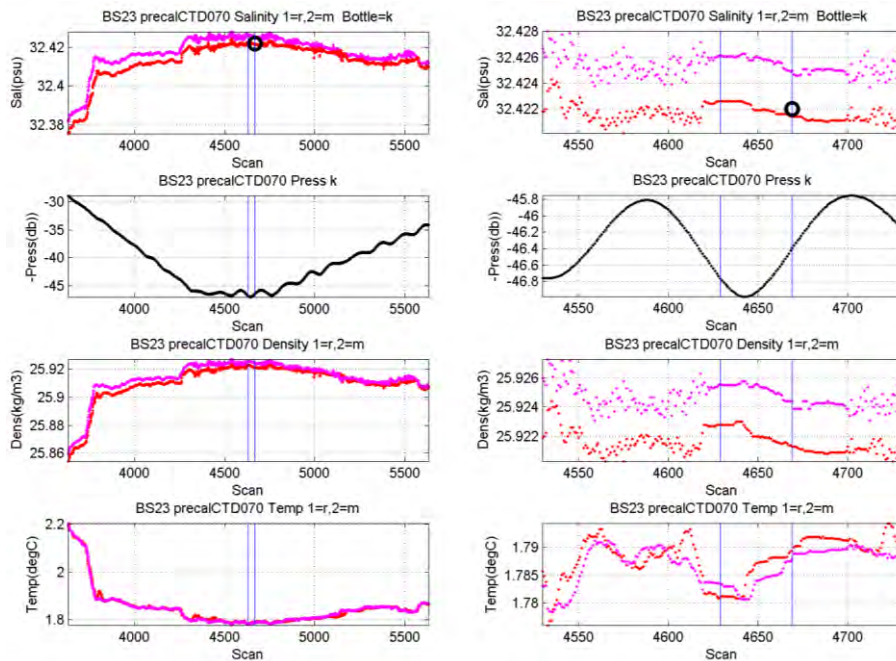 BS23 precalCTD070 Salinity 1=r,2=m Bottle=k
32.42
32.4
32.38
Sal(psu)
4000 4500 5000 5500
Scan
BS23 precalCTD070 Press k
-30
-35
-40
-45
-Press(db))
4000 4500 5000 5500
Scan
BS23 precalCTD070 Density 1=r,2=m
25.92
25.9
25.88
25.86
Dens(kg/m3)
4000 4500 5000 5500
Scan
BS23 precalCTD070 Temp 1=r,2=m
2.2
2
1.8
Temp(degC)
4000 4500 5000 5500
Scan
BS23 precalCTD070 Salinity 1=r,2=m Bottle=k
32.428
32.426
32.424
32.422
Sal(psu)
4550 4600 4650 4700
Scan
BS23 precalCTD070 Press k
-45.8
-46
-46.2
-46.4
-46.6
-46.8
-Press(db))
4550 4600 4650 4700
Scan
BS23 precalCTD070 Density 1=r,2=m
25.926
25.924
25.922
Dens(kg/m3)
4550 4600 4650 4700
Scan
BS23 precalCTD070 Temp 1=r,2=m
1.79
1.785
1.78
Temp(degC)
4550 4600 4650 4700
Scan